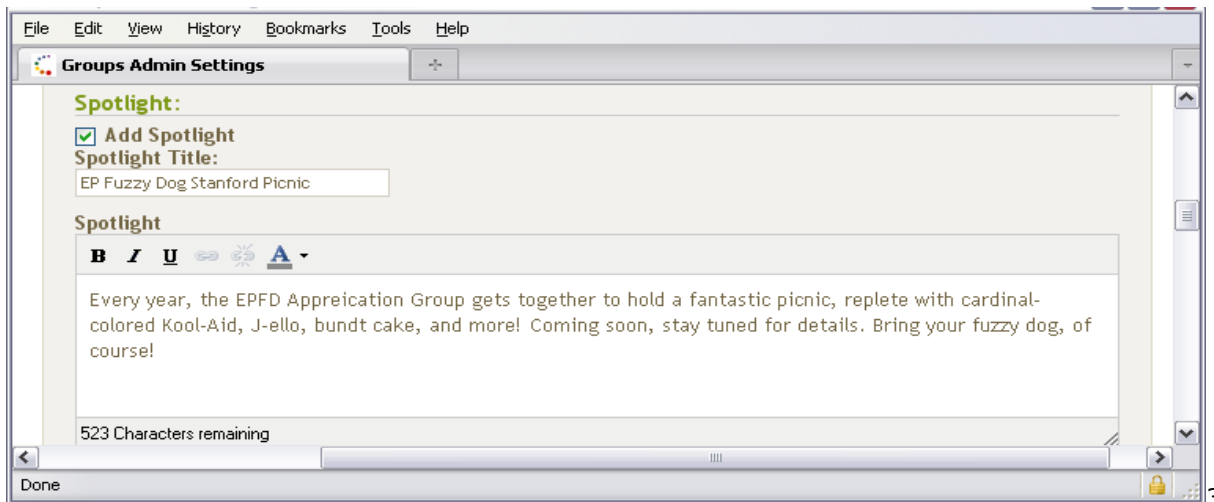 File Edit View History Bookmarks Tools Help
Groups Admin Settings
Spotlight:
Add Spotlight
Spotlight Title:
EP Fuzzy Dog Stanford Picnic
Spotlight
B I U A
Every year, the EPFD Appreication Group gets together to hold a fantastic picnic, replete with cardinal-
colored Kool-Aid, J-ello, bundt cake, and more! Coming soon, stay tuned for details. Bring your fuzzy dog, of
course!
523 Characters remaining
Done